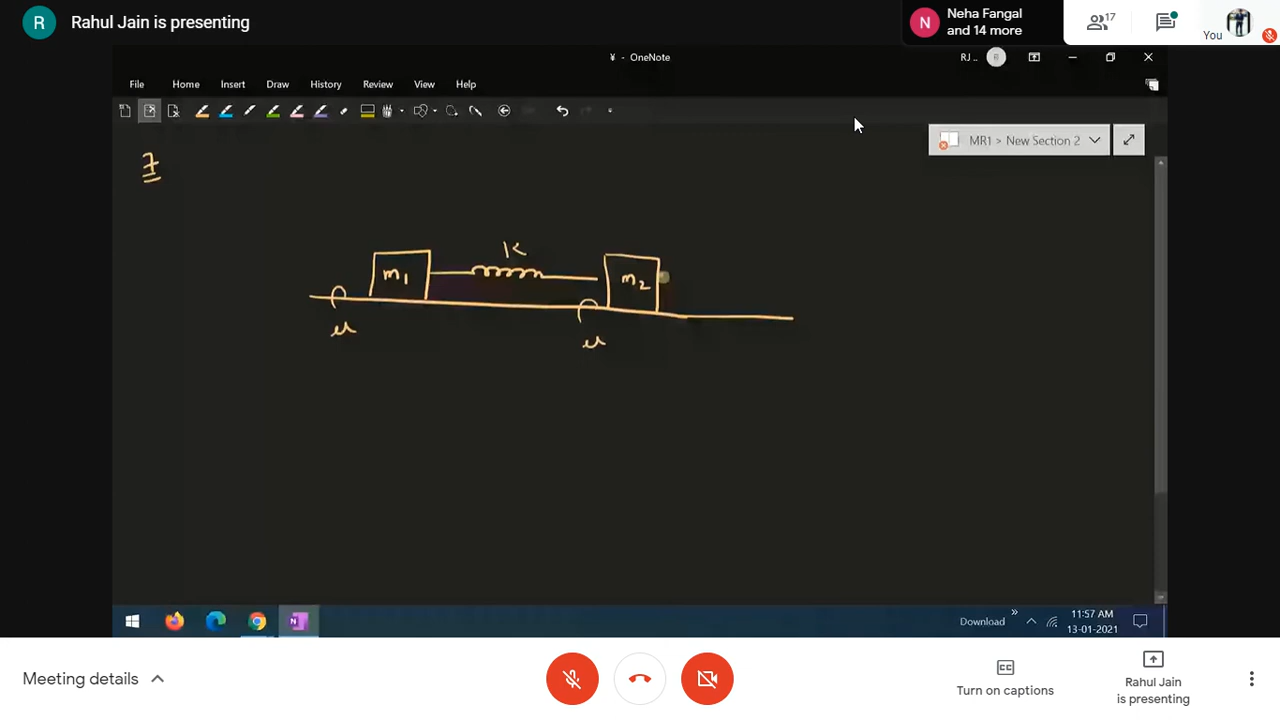 R Rahul Jain is presenting
N Neha Fangal
and 14 more
17
You
¥ - OneNote
RJ ..
R
File Home Insert Draw History Review View Help
MR1 > New Section 2
7
K
m1 m2
μ
μ
Download
»
11:57 AM
13-01-2021
Meeting details
CC
Turn on captions
Rahul Jain
is presenting